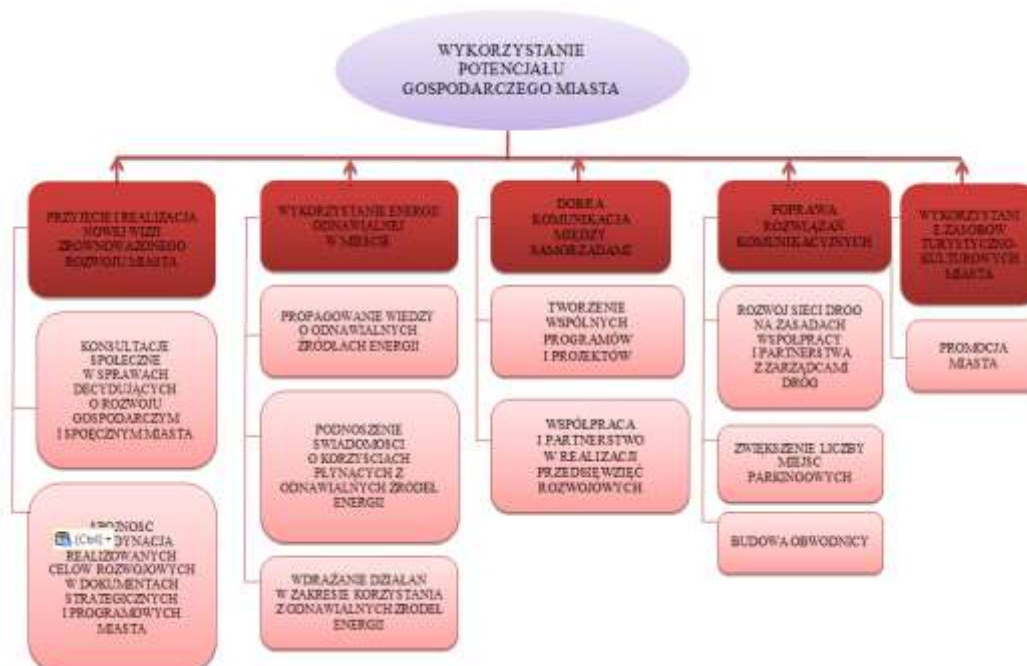 WYKORZYSTANIE
POTENCJAŁU
GOSPODARCZEGO MIASTA
PRZYJĘCIE I REALIZACJA
NOWEJ WIZJI
ZRÓWNOWAŻONEGO
ROZWOJU MIASTA
KONSULTACJE
SPOŁECZNE
W SPRAWACH
DECYDUJĄCYCH
O ROZWOJU
GOSPODARCZYM
I SPOŁĘCZNYM MIASTA
(Ctrl)
REALIZOWANYCH
CELÓW ROZWOJOWYCH
W DOKUMENTACH
STRATEGICZNYCH
I PROGRAMOWYCH
MIASTA
WYKORZYSTANIE ENERGII
ODNAWIALNEJ
W MIEŚCIE
PROPAGOWANIE WIEDZY
O ODNAWIALNYCH
ŹRÓDŁACH ENERGII
PODNOSZENIE
ŚWIADOMOŚCI
O KORZYŚCIACH
PŁYNĄCYCH Z
ODNAWIALNYCH ŹRÓDEŁ
ENERGII
WDRAŻANIE DZIAŁAŃ
W ZAKRESIE KORZYSTANIA
Z ODNAWIALNYCH ŹRÓDEŁ
ENERGII
DOBRA
KOMUNIKACJA
MIĘDZY
SAMORZĄDAMI
TWORZENIE
WSPÓLNYCH
PROGRAMÓW
I PROJEKTÓW
WSPÓŁPRACA
I PARTNERSTWO
W REALIZACJI
PRZEDSIĘWZIĘĆ
ROZWOJOWYCH
POPRAWA
ROZWIĄZAŃ
KOMUNIKACYJNYCH
ROZWÓJ SIECI DRÓG
NA ZASADACH
WSPÓŁPRACY
I PARTNERSTWA
Z ZARZĄDCAMI
DRÓG
ZWIĘKSZENIE LICZBY
MIEJSC
PARKINGOWYCH
BUDOWA OBWODNICY
WYKORZYSTANI
E ZASOBÓW
TURYSTYCZNO-
KULTUROWYCH
MIASTA
PROMOCJA
MIASTA